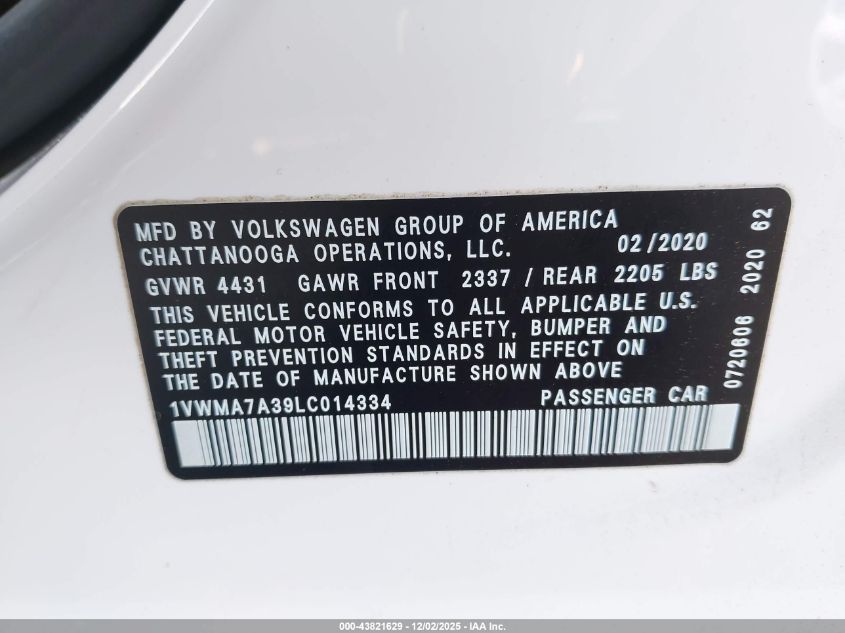 MFD BY VOLKSWAGEN GROUP OF AMERICA
CHATTANOOGA OPERATIONS, LLC. 02/2020
GVWR 4431 GAWR FRONT 2337 / REAR 2205 LBS
THIS VEHICLE CONFORMS TO ALL APPLICABLE U.S.
FEDERAL MOTOR VEHICLE SAFETY, BUMPER AND
THEFT PREVENTION STANDARDS IN EFFECT ON
THE DATE OF MANUFACTURE SHOWN ABOVE
1VWMA7A39LC014334 PASSENGER CAR
0720606 2020 62
000-43821629 - 12/02/2025 - IAA Inc.